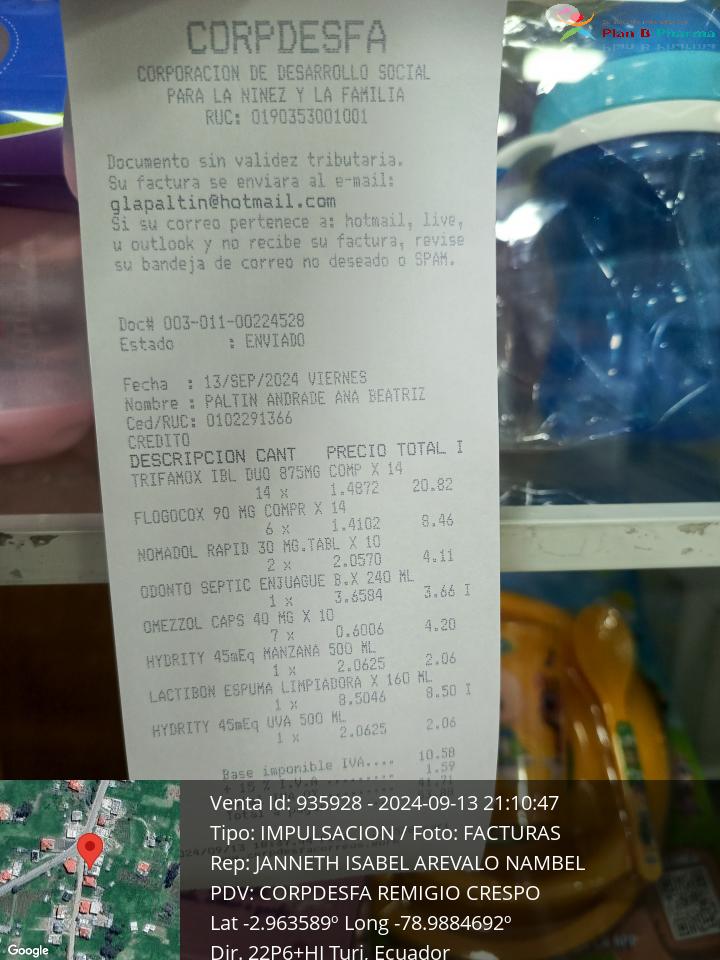 Plan B Pharma
CORPDESFA
CORPORACION DE DESARROLLO SOCIAL
PARA LA NINEZ Y LA FAMILIA
RUC: 0190353001001
Documento sin validez tributaria.
Su factura se enviara al e-mail:
glapaltin@hotmail.com
Si su correo pertenece a: hotmail, live,
u outlook y no recibe su factura, revise
su bandeja de correo no deseado o SPAM.
Doc# 003-011-00224528
Estado : ENVIADO
Fecha : 13/SEP/2024 VIERNES
Nombre : PALTIN ANDRADE ANA BEATRIZ
Ced/RUC: 0102291366
CREDITO
DESCRIPCION CANT PRECIO TOTAL I
TRIFAMOX IBL DUO 875MG COMP X 14
14 x 1.4872 20.82
FLOGOCOX 90 MG COMPR X 14
6 x 1.4102 8.46
NOMADOL RAPID 30 MG.TABL X 10
2 x 2.0570 4.11
ODONTO SEPTIC ENJUAGUE B.X 240 ML
1 x 3.6584 3.66 I
OMEZZOL CAPS 40 MG X 10
7 x 0.6006 4.20
HYDRITY 45mEq MANZANA 500 ML
1 x 2.0625 2.06
LACTIBON ESPUMA LIMPIADORA X 160 ML
1 x 8.5046 8.50 I
HYDRITY 45mEq UVA 500 ML
1 x 2.0625 2.06
Base imponible IVA.... 10.58
+ 15 % I.V.A ......... 1.59
Venta Id: 935928 - 2024-09-13 21:10:47
Tipo: IMPULSACION / Foto: FACTURAS
Rep: JANNETH ISABEL AREVALO NAMBEL
PDV: CORPDESFA REMIGIO CRESPO
Lat -2.963589º Long -78.9884692º
Dir. 22P6+HJ Turi, Ecuador
Google